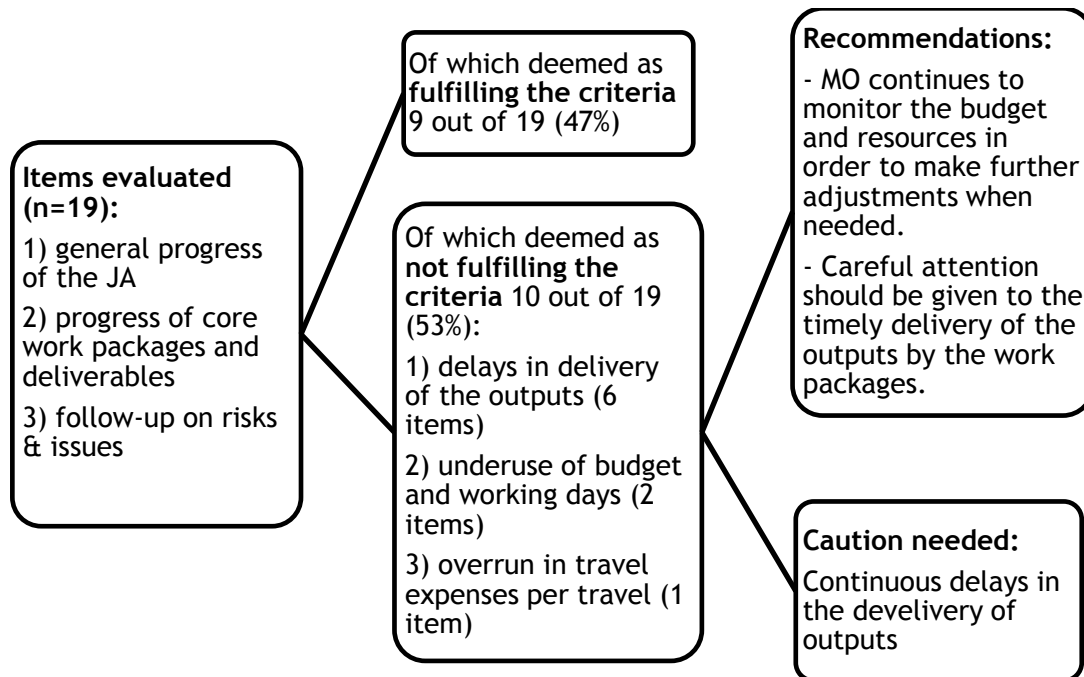 Items evaluated
(n=19):
1) general progress
of the JA
2) progress of core
work packages and
deliverables
3) follow-up on risks
& issues
Of which deemed as
fulfilling the criteria
9 out of 19 (47%)
Of which deemed as
not fulfilling the
criteria 10 out of 19
(53%):
1) delays in delivery
of the outputs (6
items)
2) underuse of budget
and working days (2
items)
3) overrun in travel
expenses per travel (1
item)
Recommendations:
- MO continues to
monitor the budget
and resources in
order to make further
adjustments when
needed.
- Careful attention
should be given to the
timely delivery of the
outputs by the work
packages.
Caution needed:
Continuous delays in
the develivery of
outputs